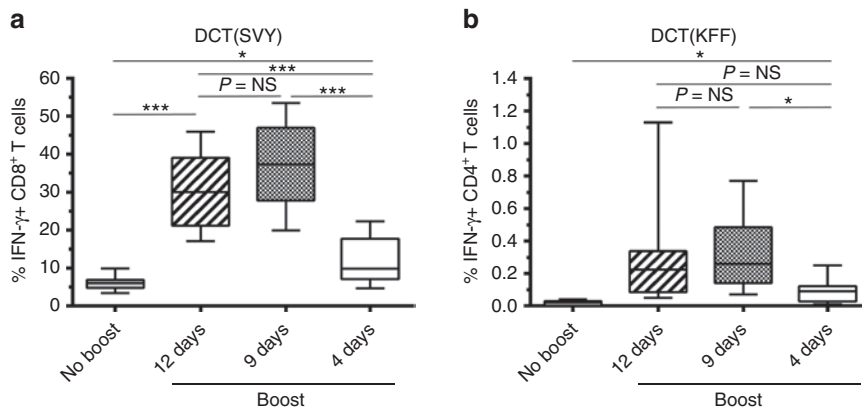 a
DCT(SVY)
*
***
P = NS
***
***
% IFN-γ+ CD8⁺ T cells
60
50
40
30
20
10
0
No boost
12 days
9 days
4 days
Boost
b
DCT(KFF)
*
P = NS
P = NS
*
% IFN-γ+ CD4⁺ T cells
1.4
1.2
1.0
0.8
0.6
0.4
0.2
0.0
No boost
12 days
9 days
4 days
Boost